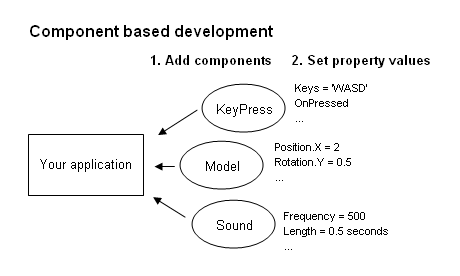 Component based development
1. Add components
2. Set property values
KeyPress
Keys = 'WASD'
OnPressed
...
Your application
Model
Position.X = 2
Rotation.Y = 0.5
...
Sound
Frequency = 500
Length = 0.5 seconds
...